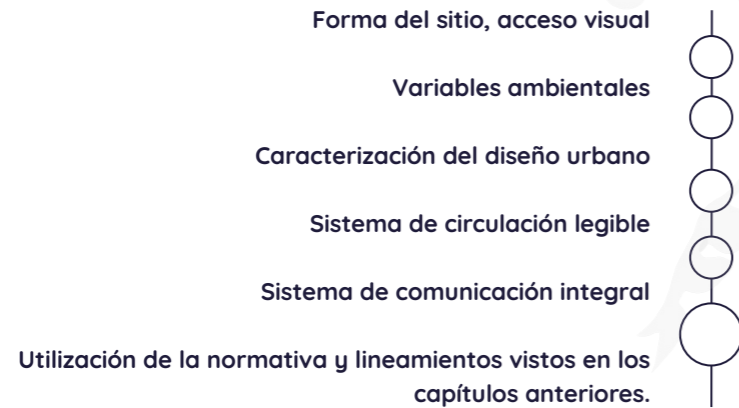 Forma del sitio, acceso visual
Variables ambientales
Caracterización del diseño urbano
Sistema de circulación legible
Sistema de comunicación integral
Utilización de la normativa y lineamientos vistos en los
capítulos anteriores.